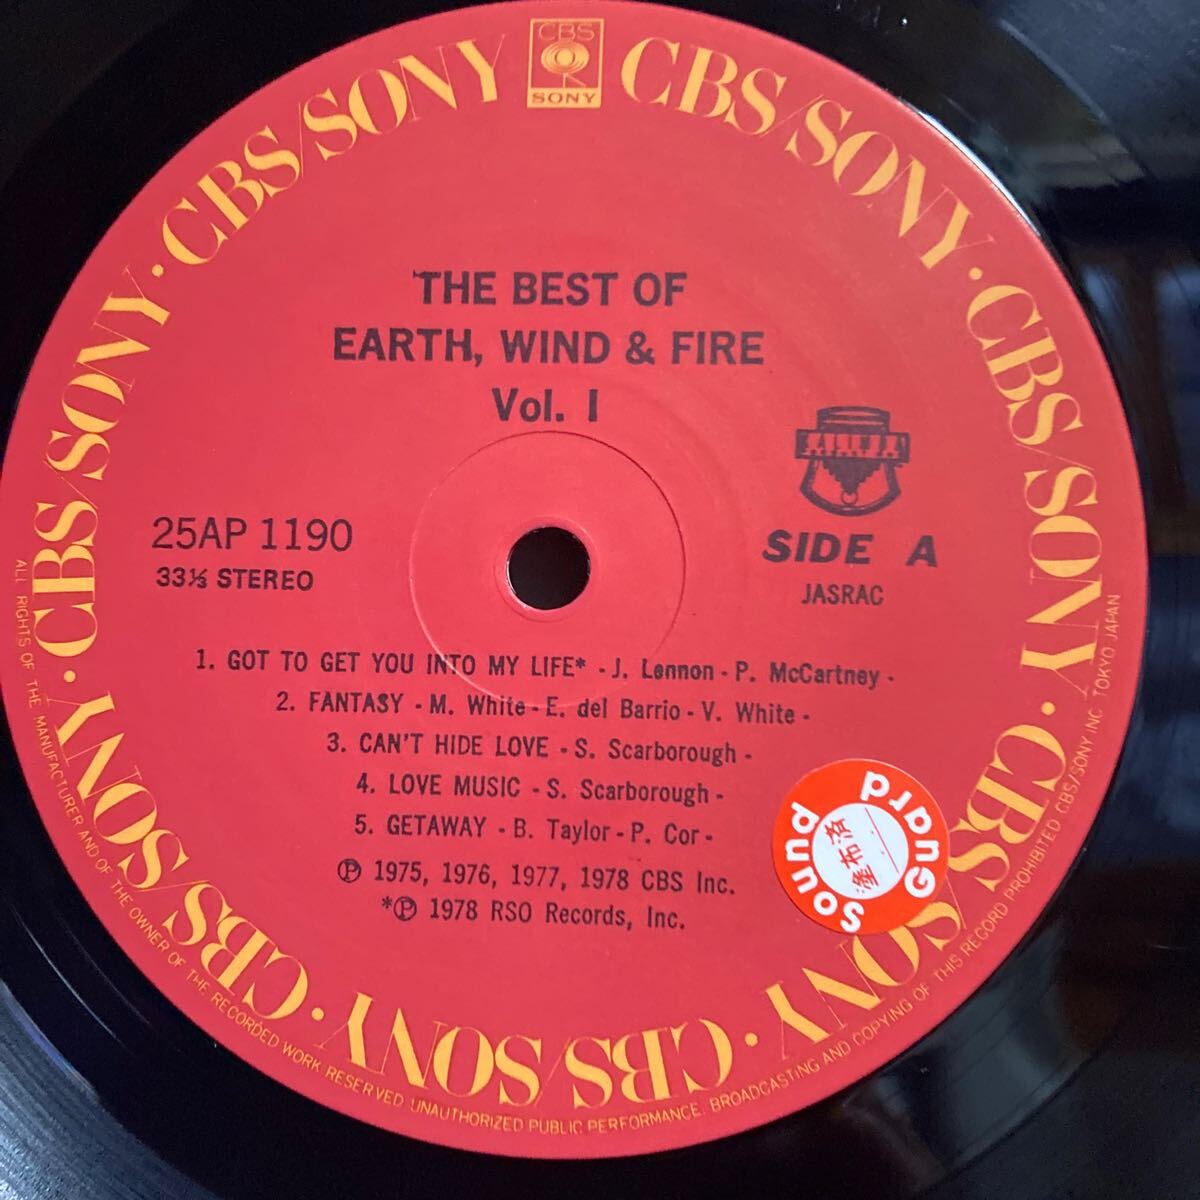 CBS
SONY
CBS/SONY · CBS/SONY · CBS/SONY · CBS/SONY · CBS/SONY · CBS/SONY · CBS/SONY · CBS/SONY
THE BEST OF
EARTH, WIND & FIRE
Vol. I
25AP 1190
33⅓ STEREO
SIDE A
JASRAC
1. GOT TO GET YOU INTO MY LIFE* - J. Lennon - P. McCartney -
2. FANTASY - M. White - E. del Barrio - V. White -
3. CAN'T HIDE LOVE - S. Scarborough -
4. LOVE MUSIC - S. Scarborough -
5. GETAWAY - B. Taylor - P. Cor -
℗ 1975, 1976, 1977, 1978 CBS Inc.
*℗ 1978 RSO Records, Inc.
Sound Guard
塗布済
ALL RIGHTS OF THE MANUFACTURER AND OF THE OWNER OF THE RECORDED WORK RESERVED. UNAUTHORIZED PUBLIC PERFORMANCE, BROADCASTING AND COPYING OF THIS RECORD PROHIBITED CBS/SONY INC. TOKYO JAPAN